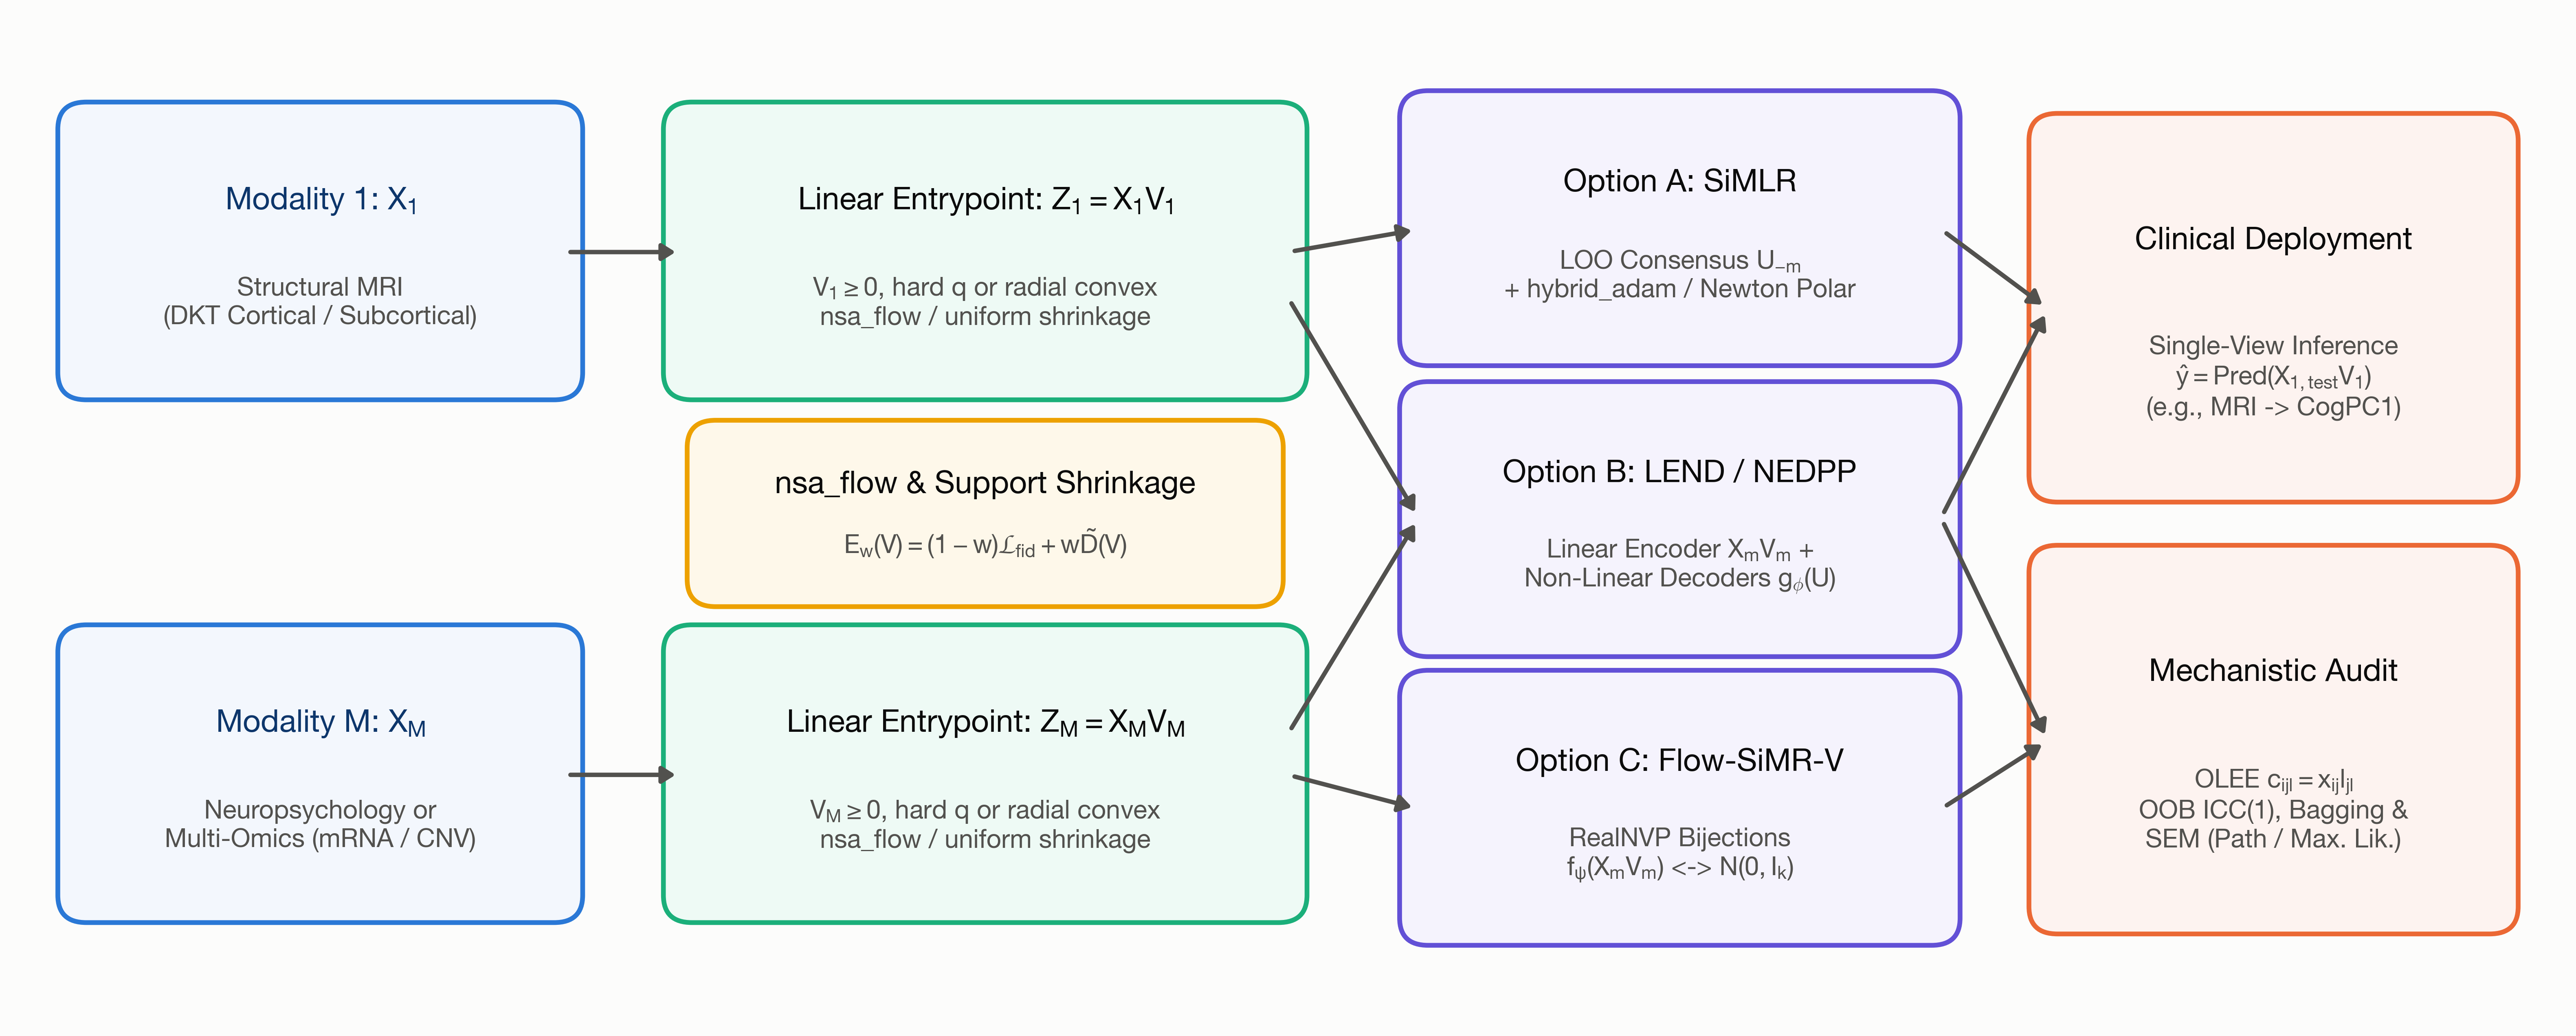 Modality 1: X₁
Structural MRI
(DKT Cortical / Subcortical)
Modality M: X_M
Neuropsychology or
Multi-Omics (mRNA / CNV)
Linear Entrypoint: Z₁ = X₁V₁
V₁ ≥ 0, hard q or radial convex
nsa_flow / uniform shrinkage
nsa_flow & Support Shrinkage
E_w(V) = (1 − w)ℒ_fid + wD̃(V)
Linear Entrypoint: Z_M = X_MV_M
V_M ≥ 0, hard q or radial convex
nsa_flow / uniform shrinkage
Option A: SiMLR
LOO Consensus U₋ₘ
+ hybrid_adam / Newton Polar
Option B: LEND / NEDPP
Linear Encoder XₘVₘ +
Non-Linear Decoders g_ϕ(U)
Option C: Flow-SiMR-V
RealNVP Bijections
f_ψ(XₘVₘ) <-> N(0, Iₖ)
Clinical Deployment
Single-View Inference
ŷ = Pred(X₁,test V₁)
(e.g., MRI -> CogPC1)
Mechanistic Audit
OLEE c_ijl = x_ij I_jl
OOB ICC(1), Bagging &
SEM (Path / Max. Lik.)